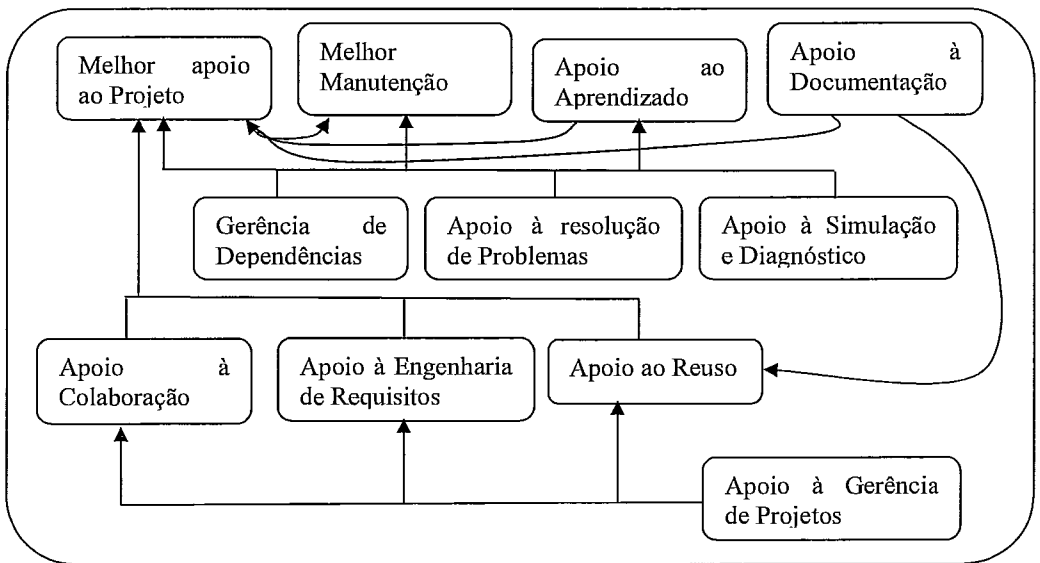 Melhor apoio
ao Projeto
Melhor
Manutenção
Apoio ao
Aprendizado
Apoio à
Documentação
Gerência de
Dependências
Apoio à resolução
de Problemas
Apoio à Simulação
e Diagnóstico
Apoio à
Colaboração
Apoio à Engenharia
de Requisitos
Apoio ao Reuso
Apoio à Gerência
de Projetos